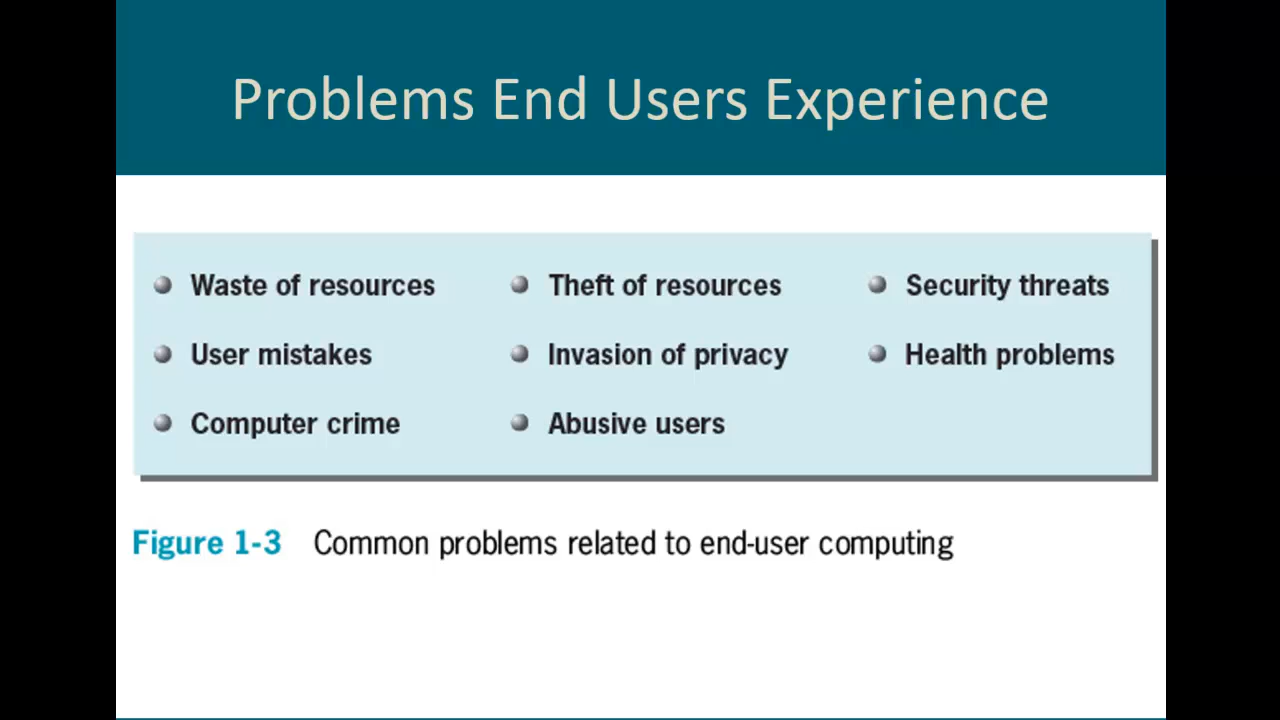 Problems End Users Experience
Waste of resources
Theft of resources
Security threats
User mistakes
Invasion of privacy
Health problems
Computer crime
Abusive users
Figure 1-3 Common problems related to end-user computing